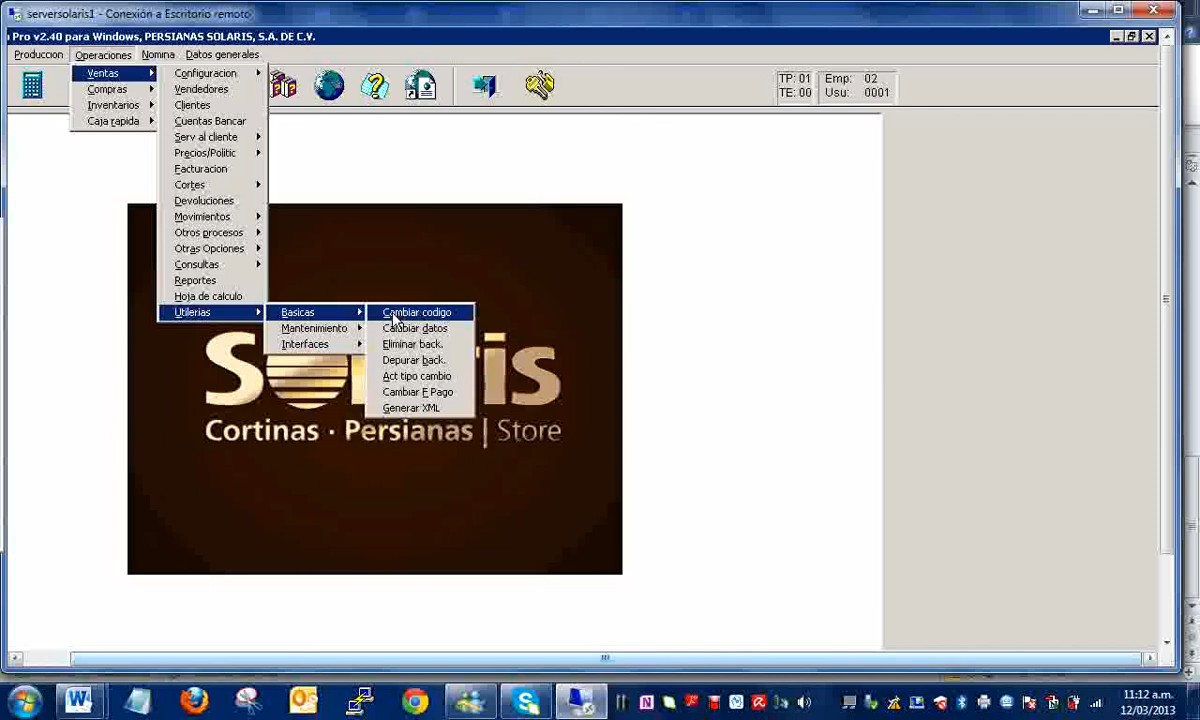 serversolaris1 - Conexión a Escritorio remoto
Pro v2.40 para Windows, PERSIANAS SOLARIS, S.A. DE C.V.
Produccion Operaciones Nomina Datos generales
Ventas
Compras
Inventarios
Caja rapida
Configuracion
Vendedores
Clientes
Cuentas Bancar
Serv al cliente
Precios/Politic
Facturacion
Cortes
Devoluciones
Movimientos
Otros procesos
Otras Opciones
Consultas
Reportes
Hoja de calculo
Utilerias
Basicas
Mantenimiento
Interfaces
Cambiar codigo
Cambiar datos
Eliminar back.
Depurar back.
Act tipo cambio
Cambiar F Pago
Generar XML
TP: 01
TE: 00
Emp: 02
Usu: 0001
Cortinas · Persianas | Store
11:12 a.m.
12/03/2013